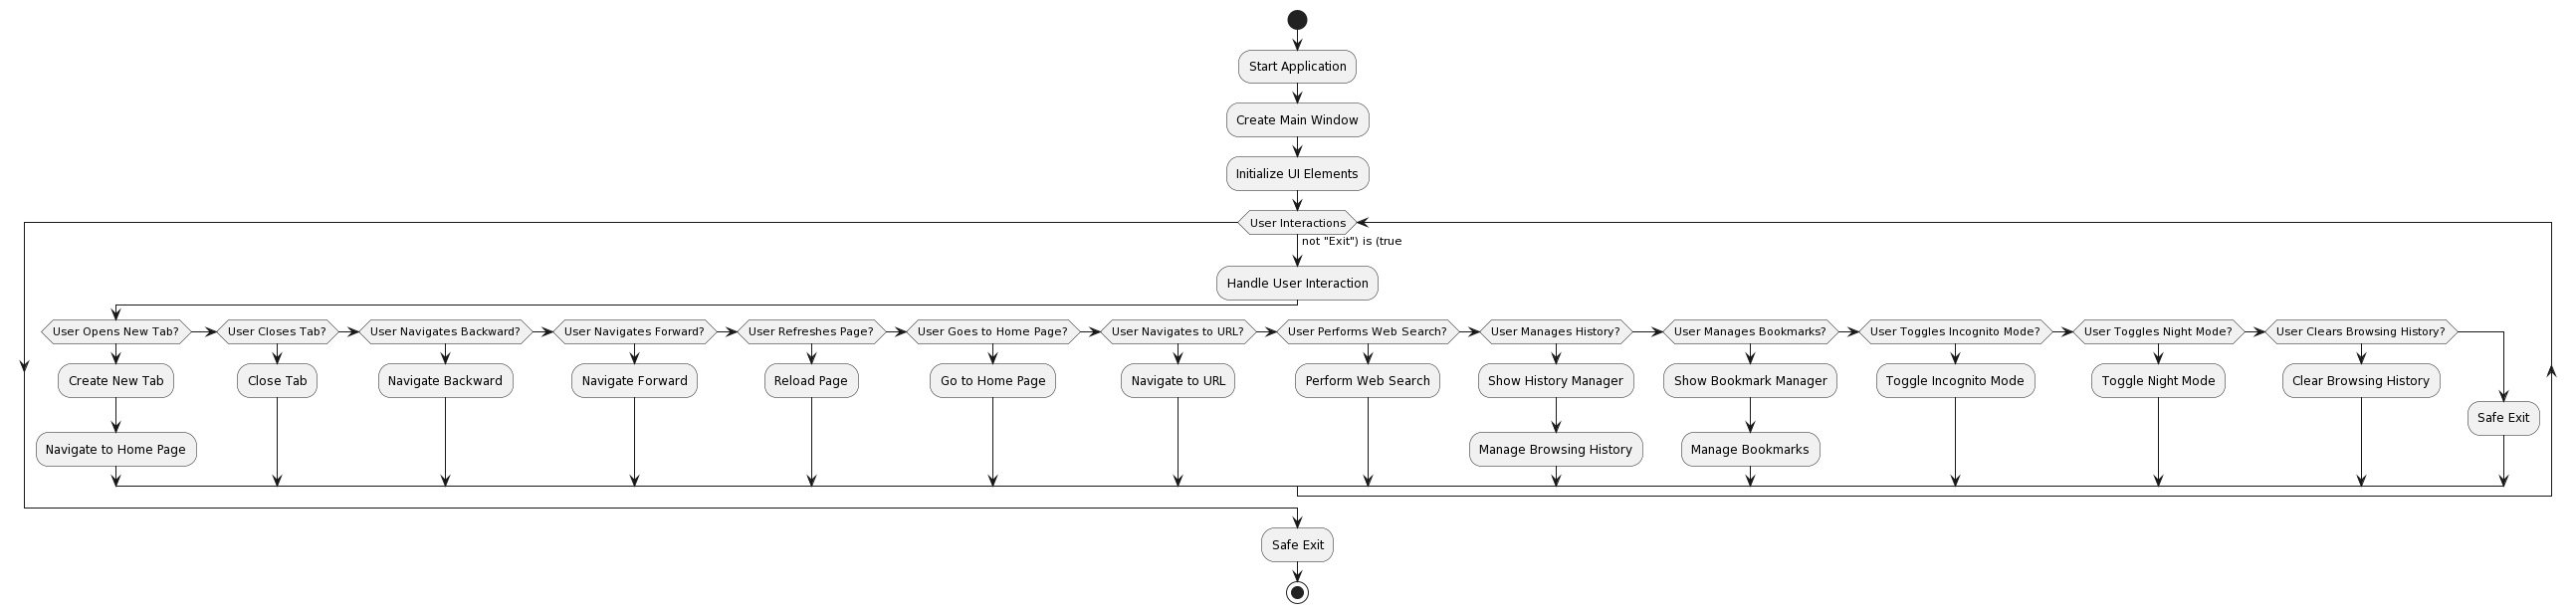 Start Application
Create Main Window
Initialize UI Elements
User Interactions
not "Exit") is (true
Handle User Interaction
User Opens New Tab?
User Closes Tab?
User Navigates Backward?
User Navigates Forward?
User Refreshes Page?
User Goes to Home Page?
User Navigates to URL?
User Performs Web Search?
User Manages History?
User Manages Bookmarks?
User Toggles Incognito Mode?
User Toggles Night Mode?
User Clears Browsing History?
Create New Tab
Close Tab
Navigate Backward
Navigate Forward
Reload Page
Go to Home Page
Navigate to URL
Perform Web Search
Show History Manager
Show Bookmark Manager
Toggle Incognito Mode
Toggle Night Mode
Clear Browsing History
Safe Exit
Navigate to Home Page
Manage Browsing History
Manage Bookmarks
Safe Exit